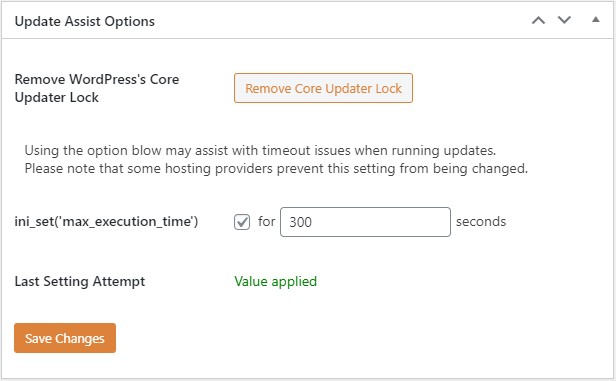 Update Assist Options
Remove WordPress's Core
Updater Lock
Remove Core Updater Lock
Using the option blow may assist with timeout issues when running updates.
Please note that some hosting providers prevent this setting from being changed.
ini_set('max_execution_time') for 300 seconds
Last Setting Attempt Value applied
Save Changes